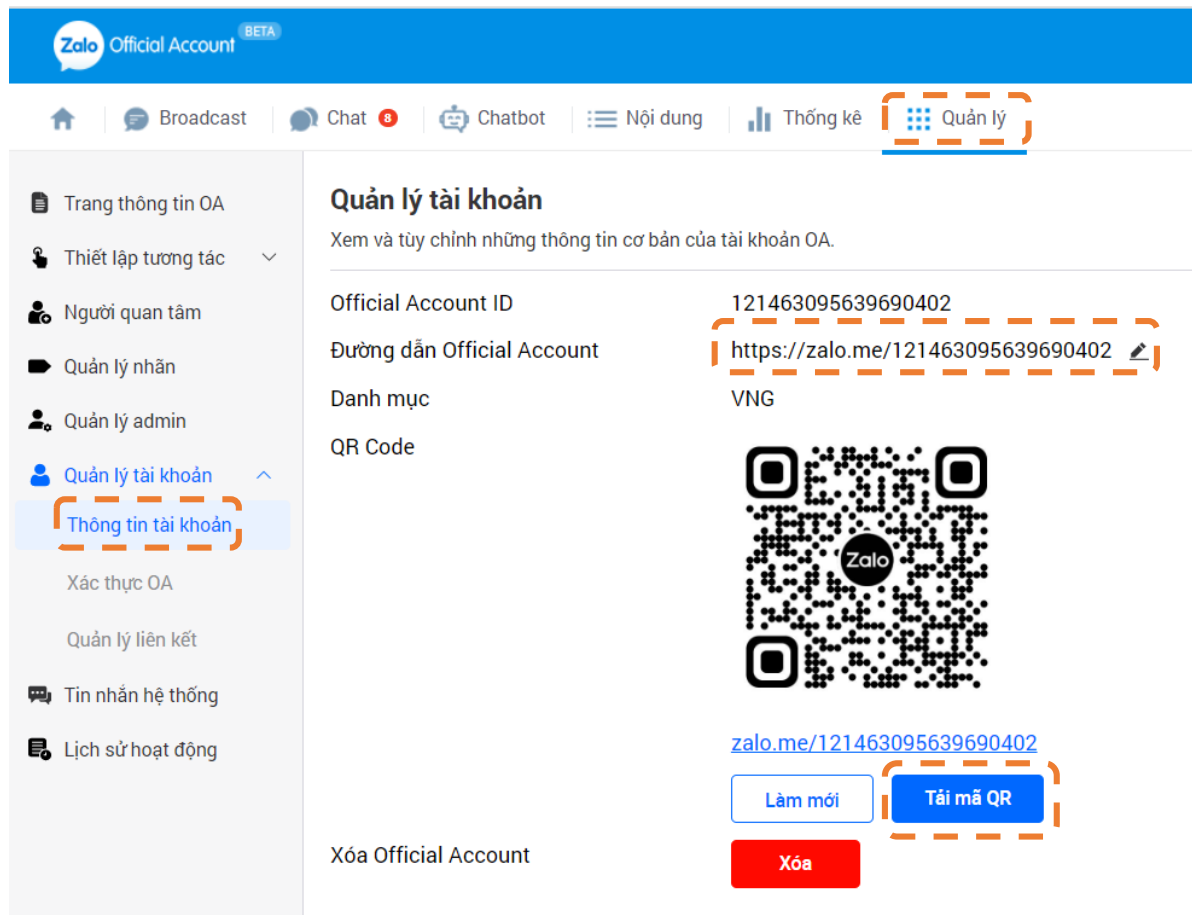 Zalo Official Account BETA
Broadcast Chat 8 Chatbot Nội dung Thống kê Quản lý
Trang thông tin OA
Thiết lập tương tác
Người quan tâm
Quản lý nhãn
Quản lý admin
Quản lý tài khoản
Thông tin tài khoản
Xác thực OA
Quản lý liên kết
Tin nhắn hệ thống
Lịch sử hoạt động
Quản lý tài khoản
Xem và tùy chỉnh những thông tin cơ bản của tài khoản OA.
Official Account ID 121463095639690402
Đường dẫn Official Account https://zalo.me/121463095639690402
Danh mục VNG
QR Code
Zalo
zalo.me/121463095639690402
Làm mới Tải mã QR
Xóa Official Account Xóa